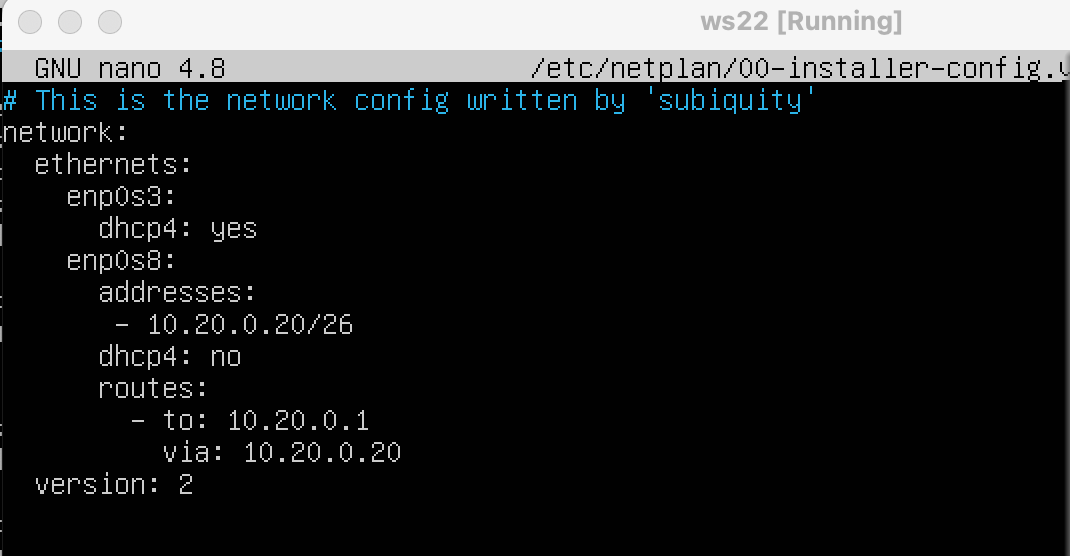 ws22 [Running]
GNU nano 4.8 /etc/netplan/00-installer-config.y
# This is the network config written by 'subiquity'
network:
  ethernets:
    enp0s3:
      dhcp4: yes
    enp0s8:
      addresses:
       - 10.20.0.20/26
      dhcp4: no
      routes:
        - to: 10.20.0.1
          via: 10.20.0.20
  version: 2